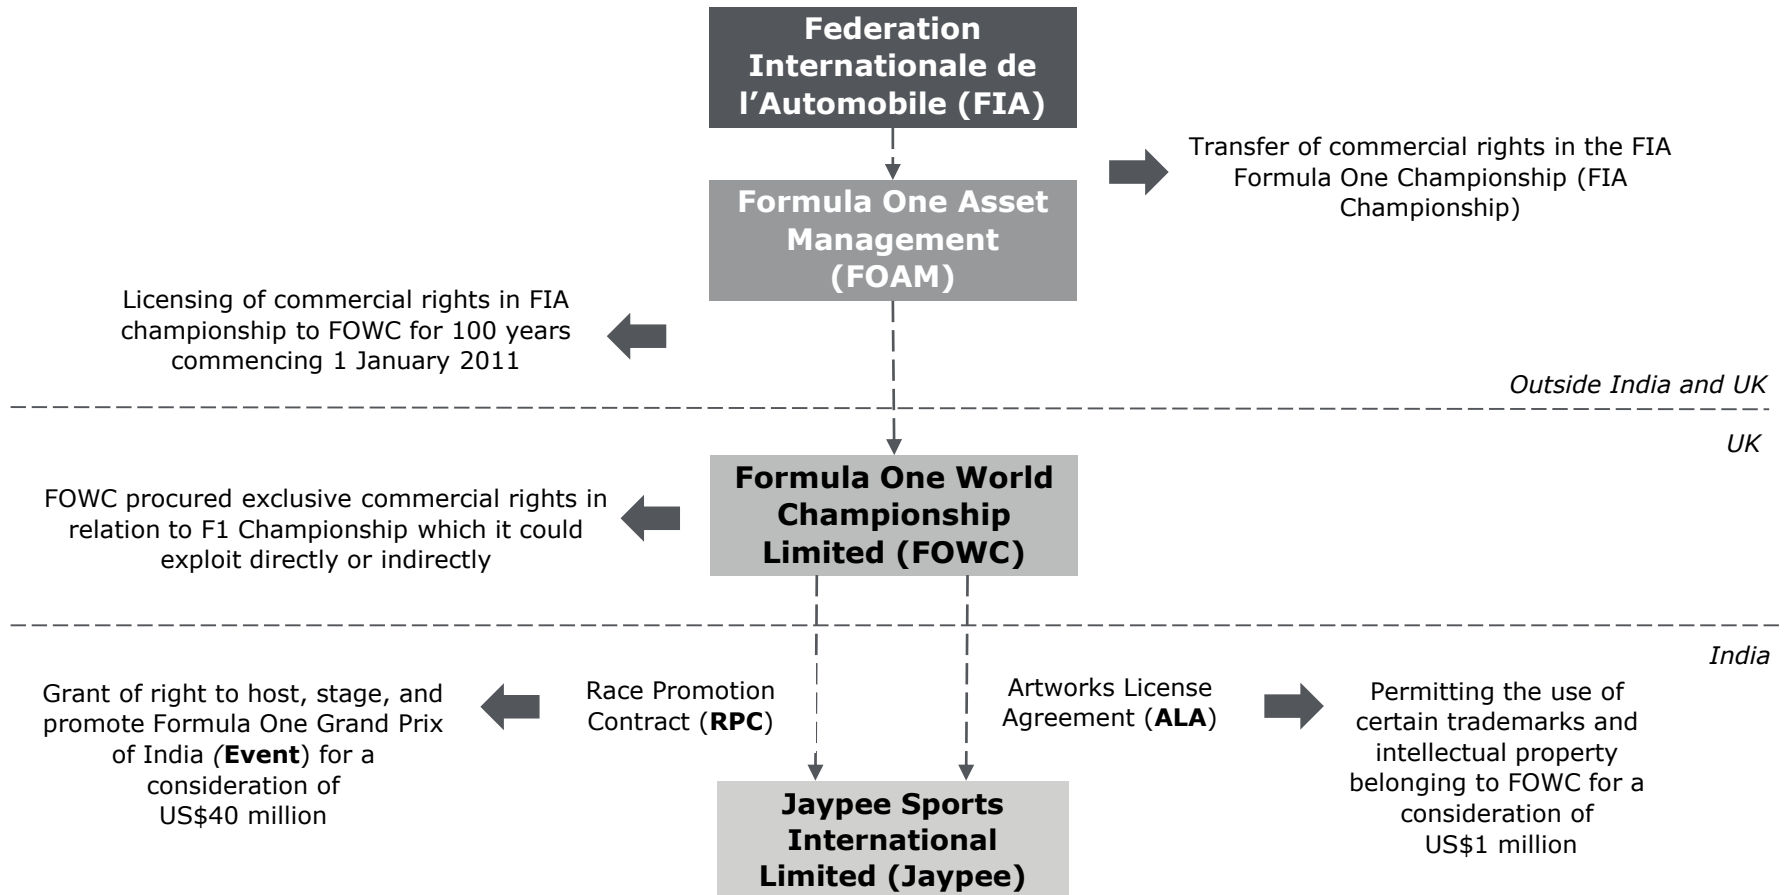 Federation
Internationale de
l’Automobile (FIA)
Transfer of commercial rights in the FIA
Formula One Championship (FIA
Championship)
Formula One Asset
Management
(FOAM)
Licensing of commercial rights in FIA
championship to FOWC for 100 years
commencing 1 January 2011
Outside India and UK
UK
Formula One World
Championship
Limited (FOWC)
FOWC procured exclusive commercial rights in
relation to F1 Championship which it could
exploit directly or indirectly
India
Grant of right to host, stage, and
promote Formula One Grand Prix
of India (Event) for a
consideration of
US$40 million
Race Promotion
Contract (RPC)
Artworks License
Agreement (ALA)
Permitting the use of
certain trademarks and
intellectual property
belonging to FOWC for a
consideration of
US$1 million
Jaypee Sports
International
Limited (Jaypee)